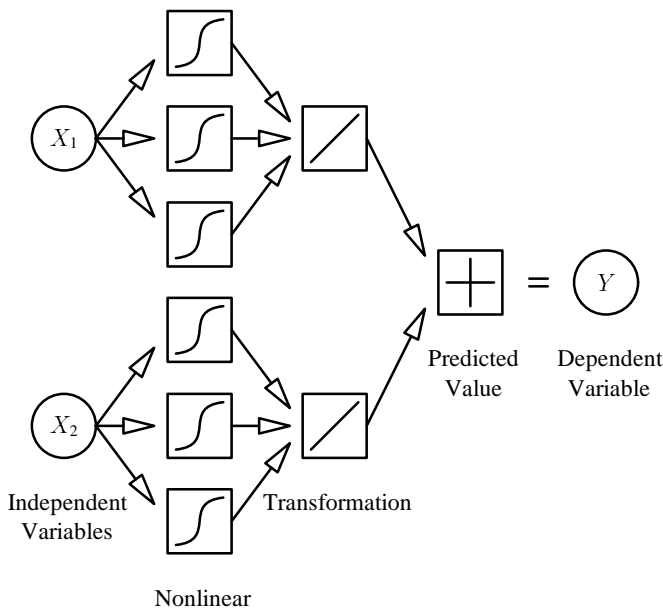 X₁
=
Y
Predicted
Value
Dependent
Variable
X₂
Independent
Variables
Transformation
Nonlinear